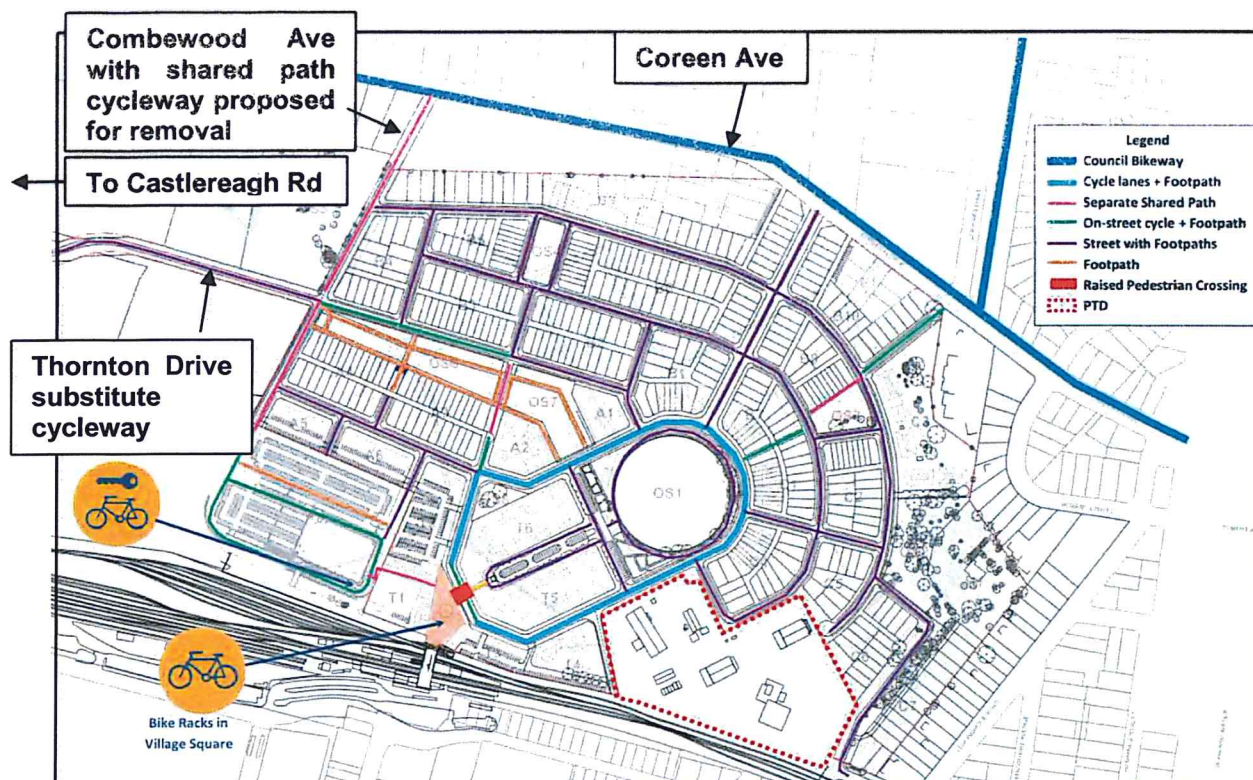 Combewood Ave
with shared path
cycleway proposed
for removal
Coreen Ave
To Castlereagh Rd
Legend
Council Bikeway
Cycle lanes + Footpath
Separate Shared Path
On-street cycle + Footpath
Street with Footpaths
Footpath
Raised Pedestrian Crossing
PTD
Thornton Drive
substitute
cycleway
OS7
A1
A2
OS1
T6
T5
T1
Bike Racks in
Village Square